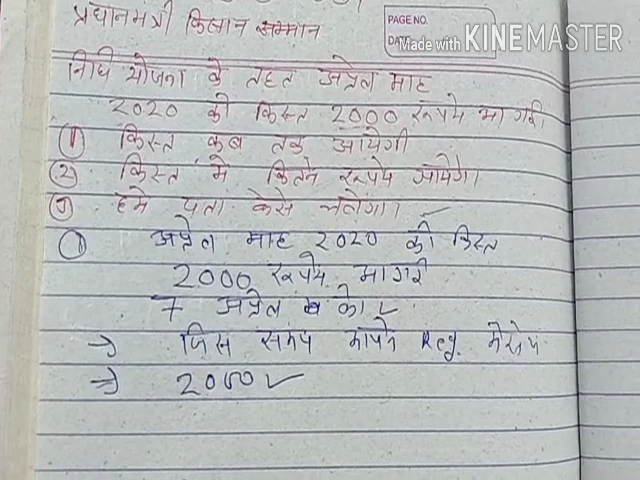 प्रधानमंत्री किसान सम्मान
PAGE NO.
DATE
Made with KINEMASTER
निधि योजना के तहत अप्रेल माह
2020 की किस्त 2000 रूपये आ गई।
① किस्त कब तक आयेगी
② किस्त मे कितने रूपये आयेगे।
③ हमे पता केसे चलेगा।
① अप्रेल माह 2020 की किस्त
2000 रूपये आ गई
7 अप्रेल को
→ जिस समय आपने Reg.
⇒ 2000